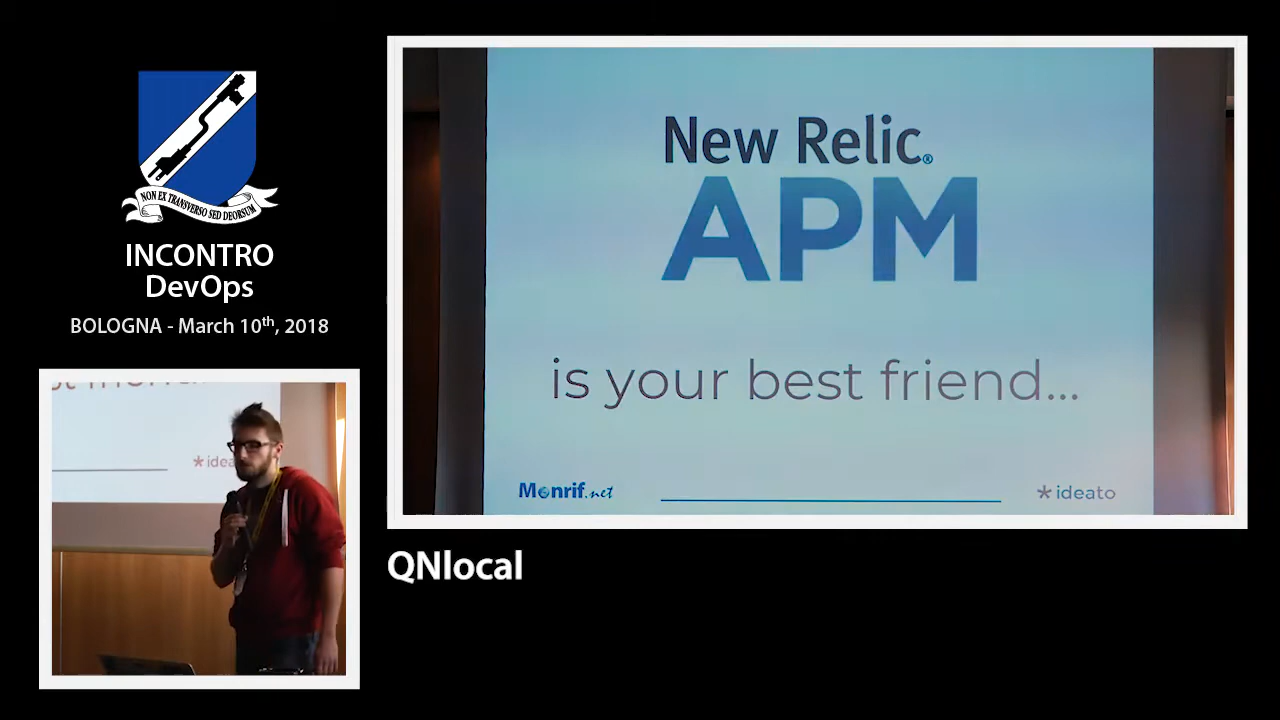 NON EX TRANSVERSO SED DEORSUM
INCONTRO
DevOps
BOLOGNA - March 10th, 2018
New Relic®
APM
is your best friend...
Monrif.net
* ideato
QNlocal